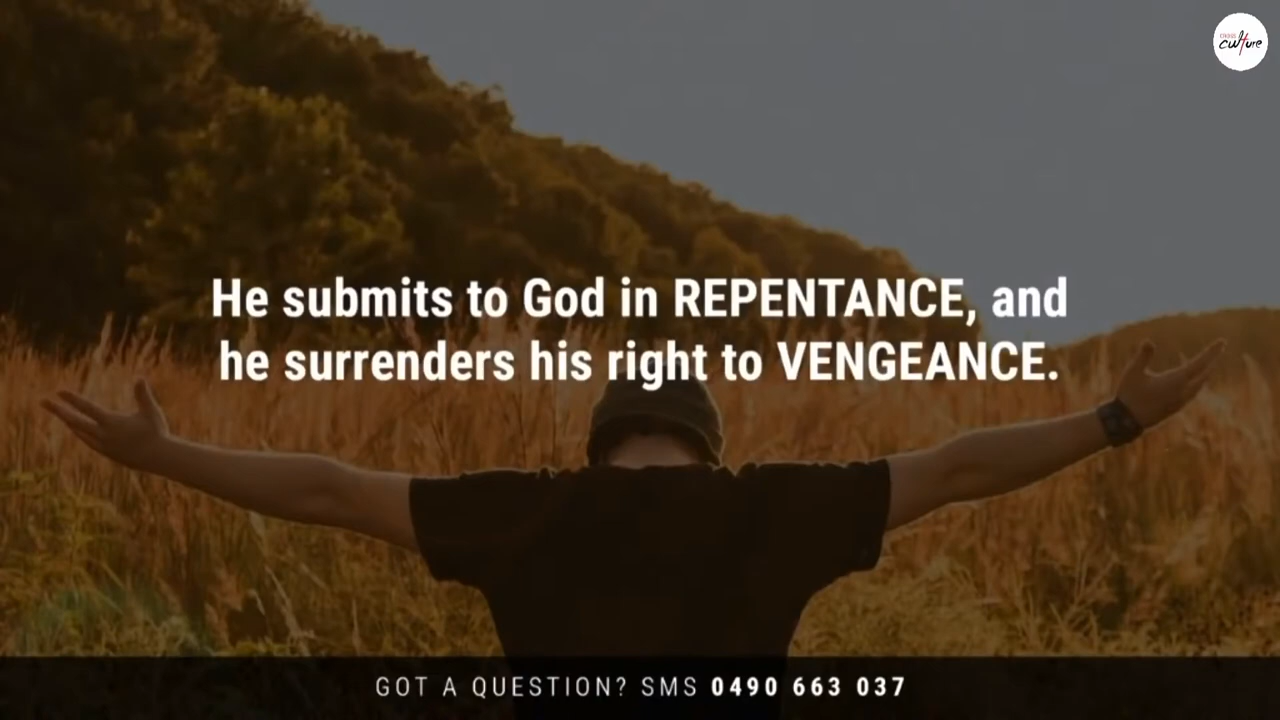 CROSS
culture
He submits to God in REPENTANCE, and
he surrenders his right to VENGEANCE.
GOT A QUESTION? SMS 0490 663 037